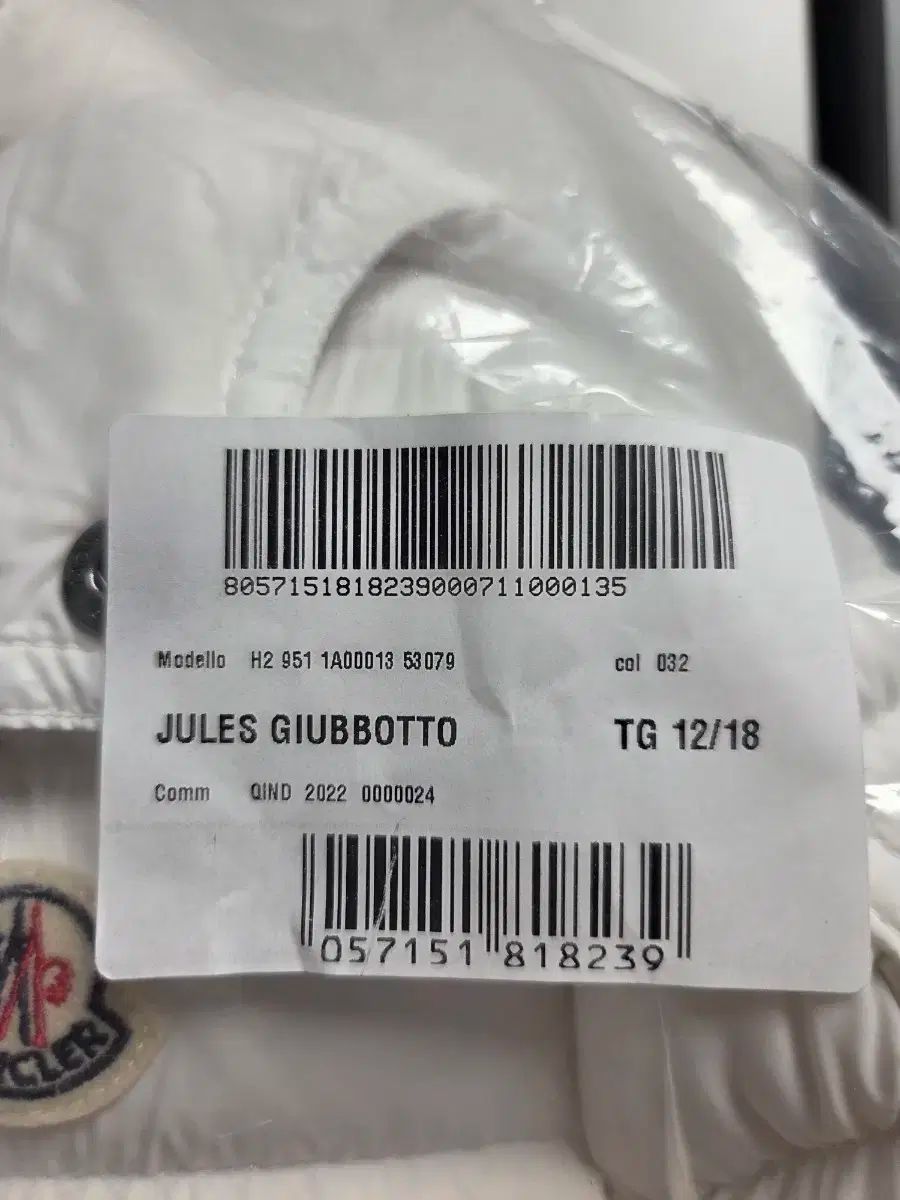 8057151818239000711000135
Modello H2 951 1A00013 53079 col 032
JULES GIUBBOTTO TG 12/18
Comm QIND 2022 0000024
057151 818239